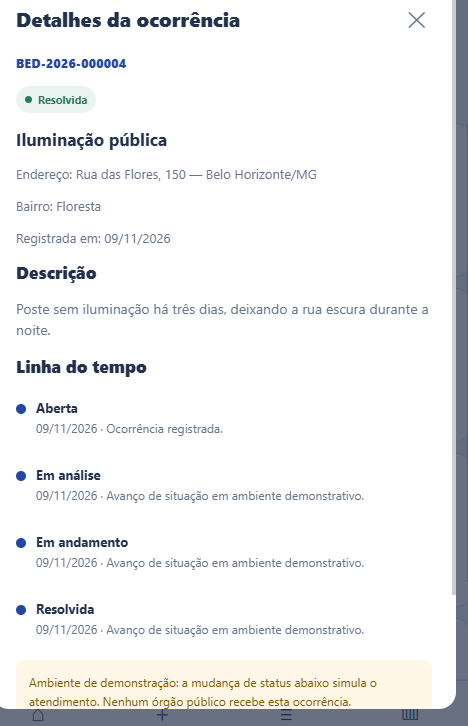 Detalhes da ocorrência
BED-2026-000004
Resolvida
Iluminação pública
Endereço: Rua das Flores, 150 — Belo Horizonte/MG
Bairro: Floresta
Registrada em: 09/11/2026
Descrição
Poste sem iluminação há três dias, deixando a rua escura durante a
noite.
Linha do tempo
Aberta
09/11/2026 · Ocorrência registrada.
Em análise
09/11/2026 · Avanço de situação em ambiente demonstrativo.
Em andamento
09/11/2026 · Avanço de situação em ambiente demonstrativo.
Resolvida
09/11/2026 · Avanço de situação em ambiente demonstrativo.
Ambiente de demonstração: a mudança de status abaixo simula o
atendimento. Nenhum órgão público recebe esta ocorrência.